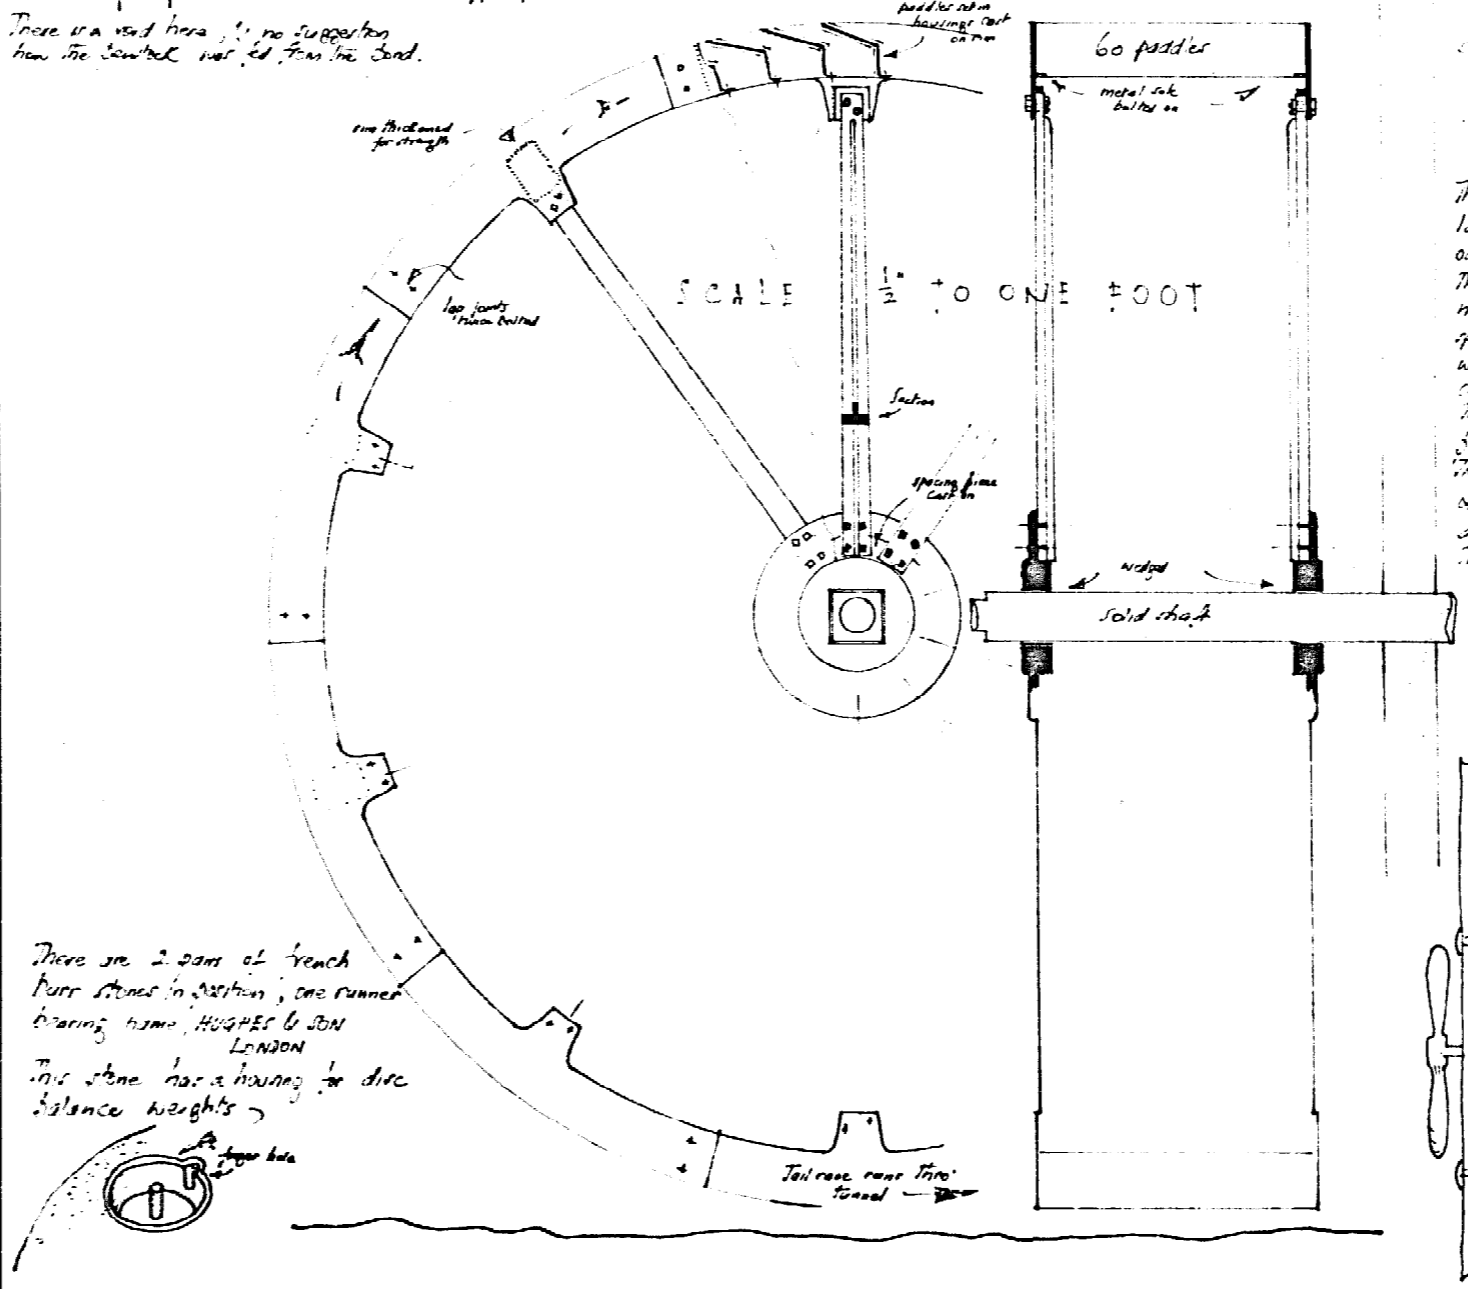 There is a void here, & no suggestion
how the penstock was fed from the pond.
paddles set in
housings cast
on rim
60 paddles
metal sole
bolted on
rim thickened
for strength
SCALE ½" TO ONE FOOT
lap joints
bolted
Section
spacing piece
cast on
wedged
solid shaft
There are 2 pairs of french
burr stones in position, one runner
bearing name, HUGHES & SON
LONDON
This stone has a housing for disc
balance weights
finger hole
Tail race runs thro'
tunnel